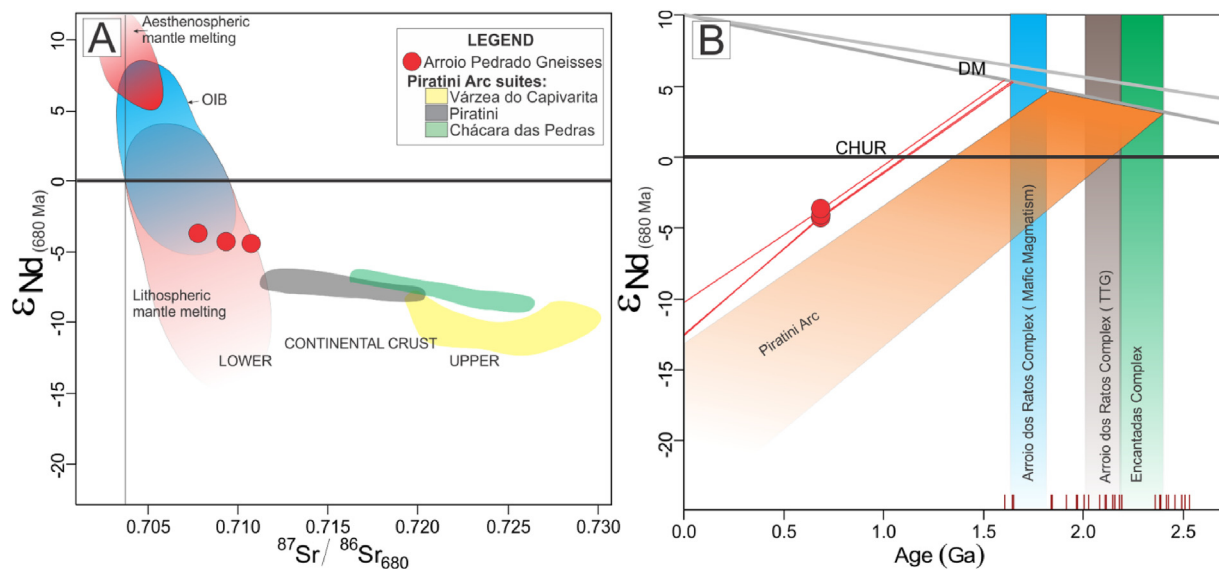 A
Aesthenospheric
mantle melting
OIB
LEGEND
Arroio Pedrado Gneisses
Piratini Arc suites:
Várzea do Capivarita
Piratini
Chácara das Pedras
Lithospheric
mantle melting
LOWER
CONTINENTAL CRUST
UPPER
εNd (680 Ma)
10
5
0
-5
-10
-15
-20
0.705
0.710
0.715
0.720
0.725
0.730
87Sr/ 86Sr680
B
DM
CHUR
Piratini Arc
Arroio dos Ratos Complex ( Mafic Magmatism)
Arroio dos Ratos Complex ( TTG)
Encantadas Complex
εNd (680 Ma)
10
5
0
-5
-10
-15
-20
0.0
0.5
1.0
1.5
2.0
2.5
Age (Ga)